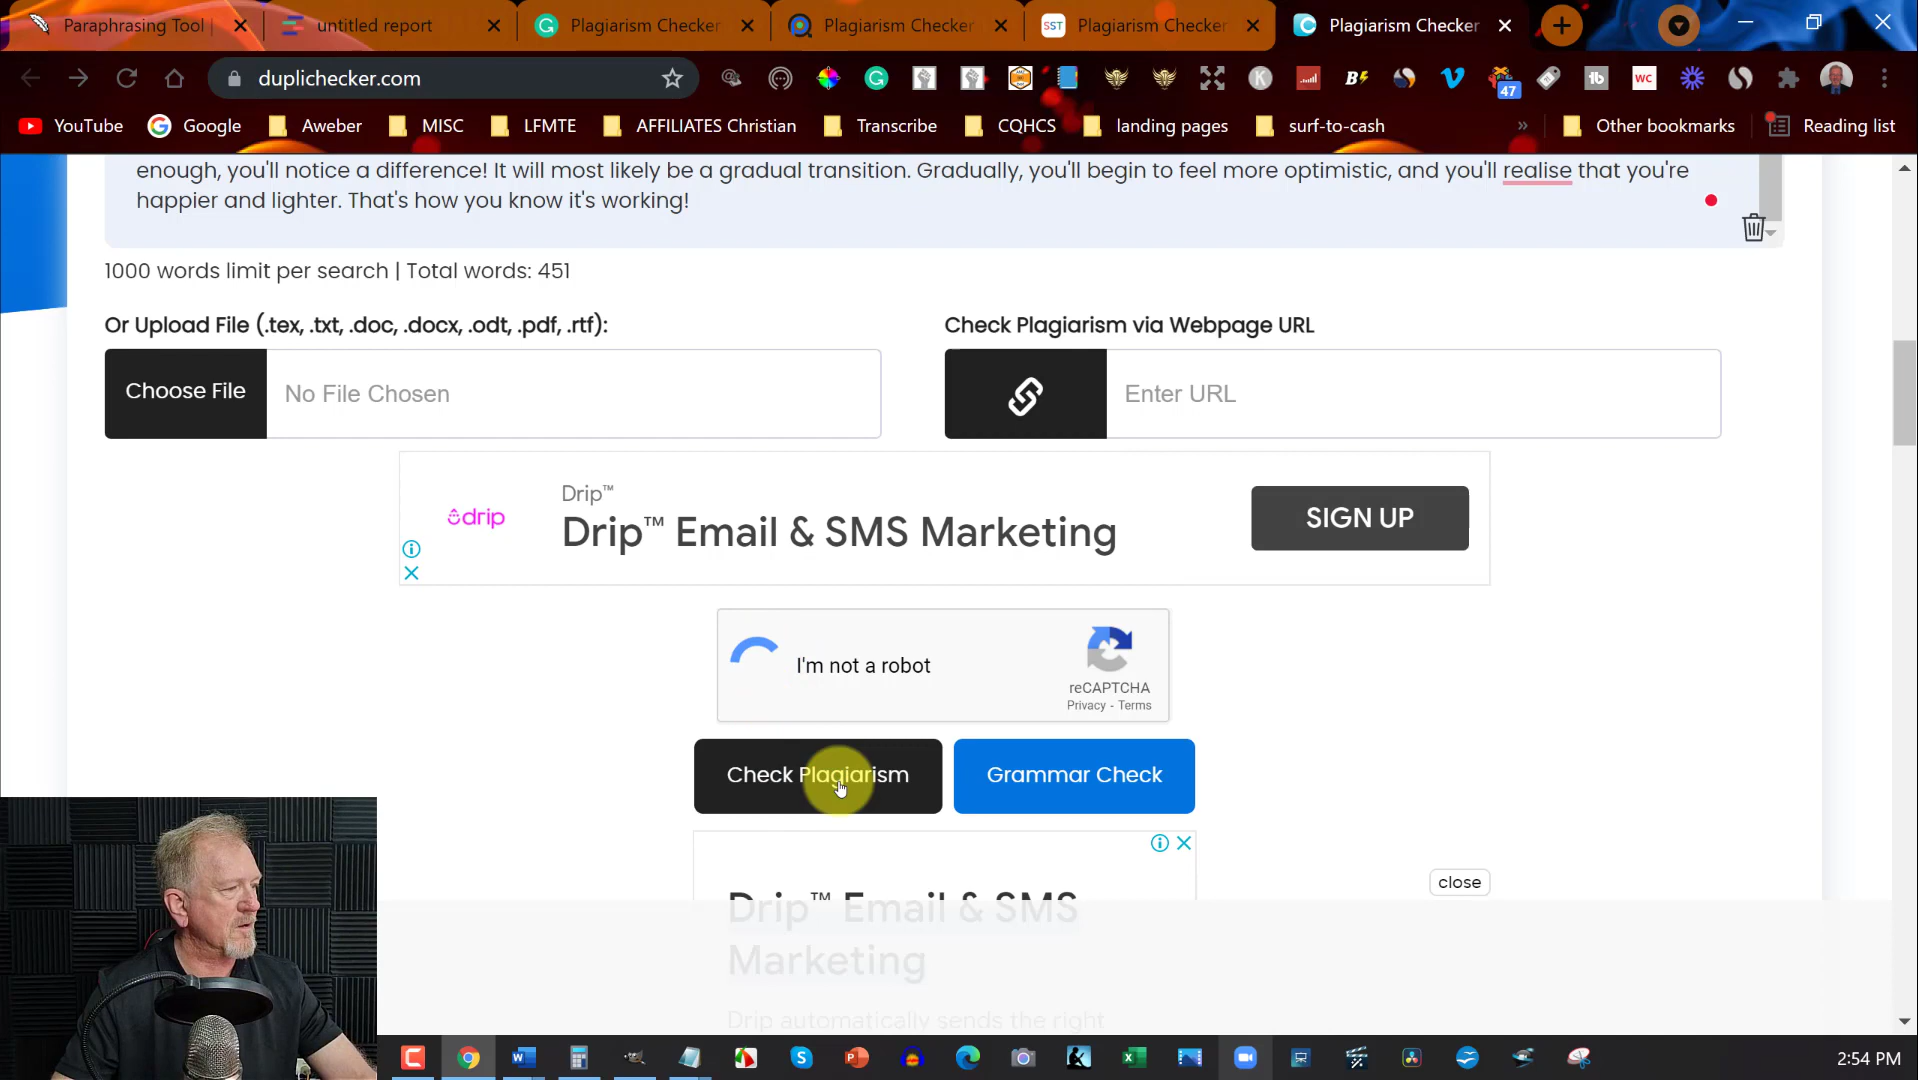 Paraphrasing Tool |
untitled report
Plagiarism Checker
Plagiarism Checker
SST
Plagiarism Checker
Plagiarism Checker
duplichecker.com
47
WC
YouTube
Google
Aweber
MISC
LFMTE
AFFILIATES Christian
Transcribe
CQHCS
landing pages
surf-to-cash
»
Other bookmarks
Reading list
enough, you'll notice a difference! It will most likely be a gradual transition. Gradually, you'll begin to feel more optimistic, and you'll realise that you're
happier and lighter. That's how you know it's working!
1000 words limit per search | Total words: 451
Or Upload File (.tex, .txt, .doc, .docx, .odt, .pdf, .rtf):
Check Plagiarism via Webpage URL
Choose File
No File Chosen
Enter URL
drip
Drip™
Drip™ Email & SMS Marketing
SIGN UP
I'm not a robot
reCAPTCHA
Privacy - Terms
Check Plagiarism
Grammar Check
close
Drip™ Email & SMS
Marketing
Drip automatically sends the right
2:54 PM